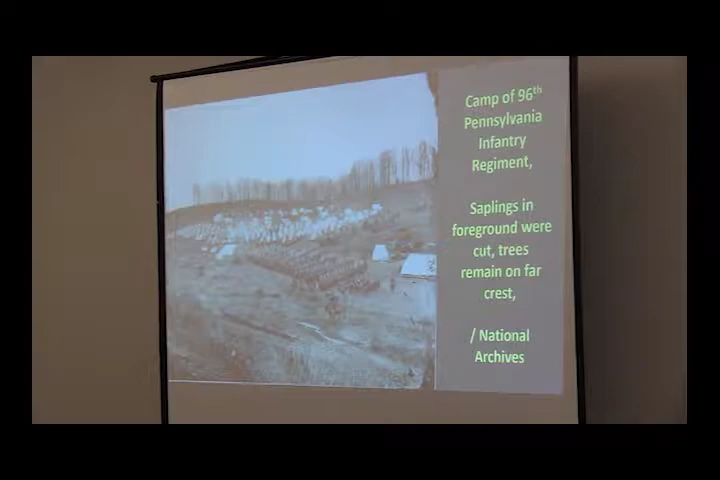 Camp of 96th
Pennsylvania
Infantry
Regiment,
Saplings in
foreground were
cut, trees
remain on far
crest,
/ National
Archives